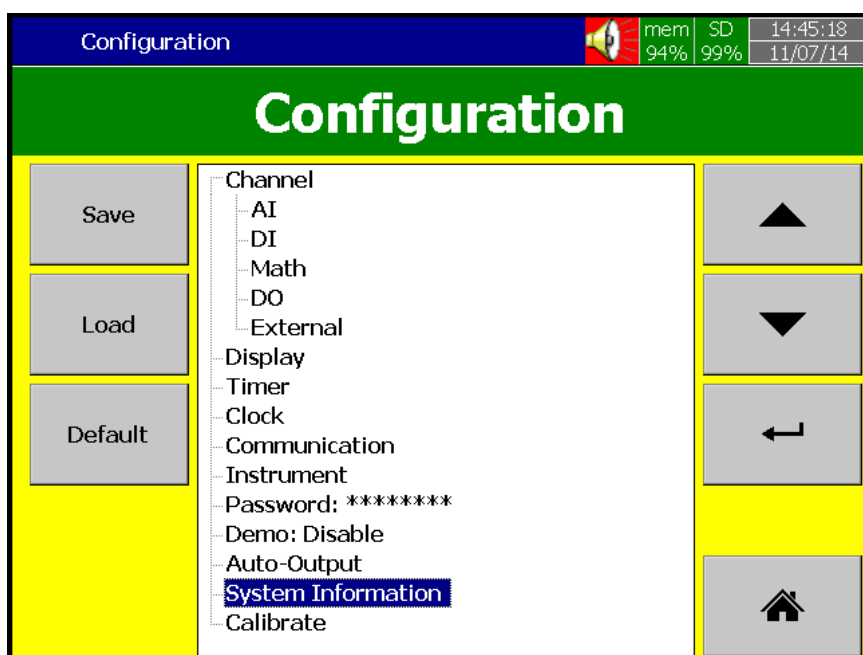 Configuration
mem SD 14:45:18
94% 99% 11/07/14
Configuration
Save
Load
Default
Channel
AI
DI
Math
DO
External
Display
Timer
Clock
Communication
Instrument
Password: ********
Demo: Disable
Auto-Output
System Information
Calibrate